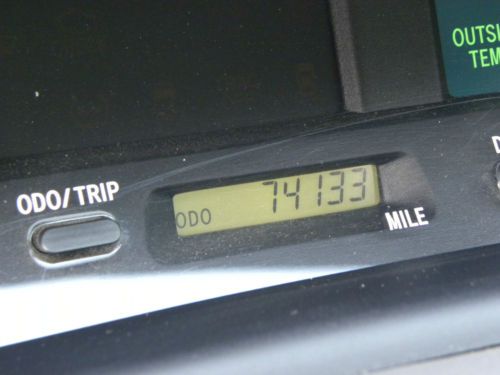 OUTSI
TEM
ODO/TRIP
ODO 74133
MILE
D